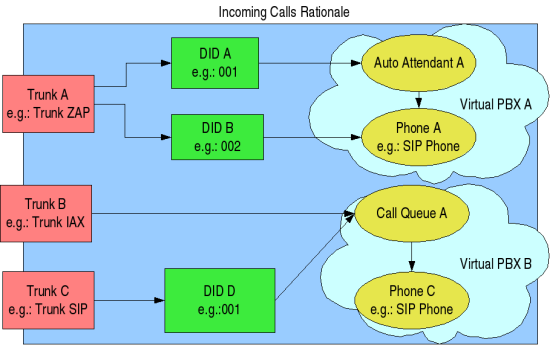 Incoming Calls Rationale
DID A
e.g.: 001
Auto Attendant A
Trunk A
e.g.: Trunk ZAP
Virtual PBX A
DID B
e.g.: 002
Phone A
e.g.: SIP Phone
Trunk B
e.g.: Trunk IAX
Call Queue A
Virtual PBX B
Trunk C
e.g.: Trunk SIP
DID D
e.g.:001
Phone C
e.g.: SIP Phone